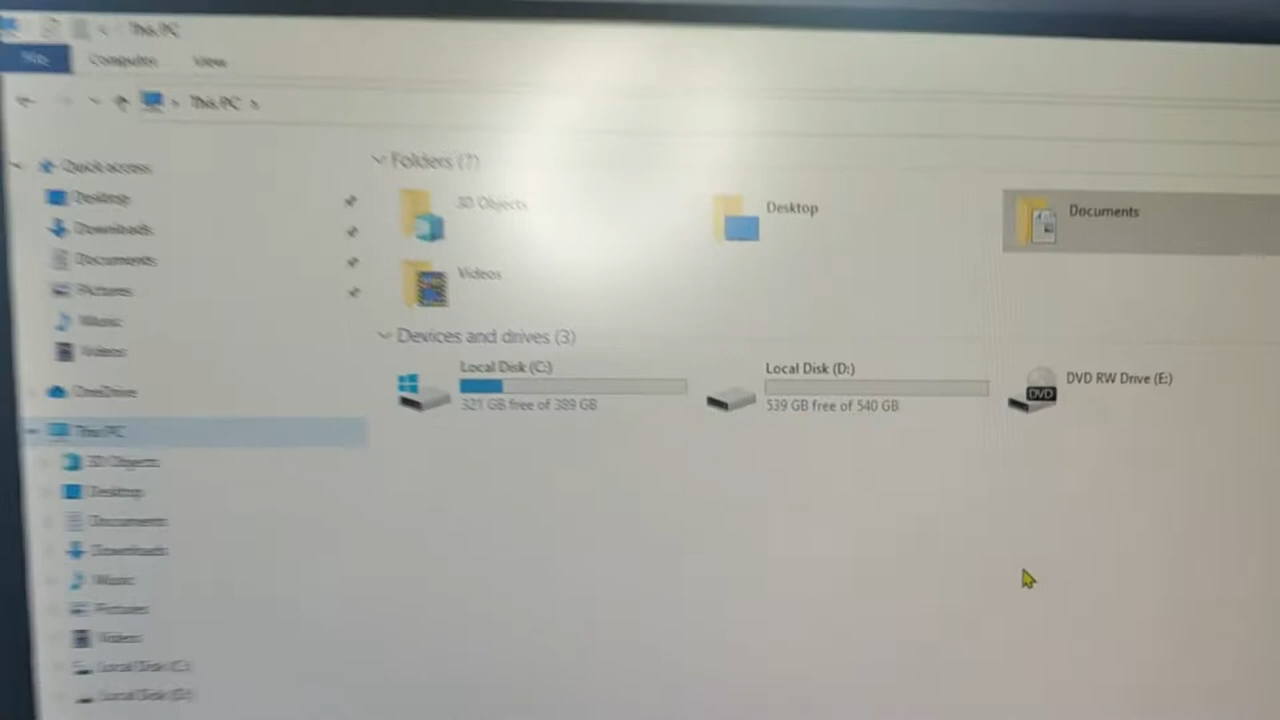 This PC
File Computer View
This PC
Quick access
Desktop
Downloads
Documents
Pictures
Music
Videos
OneDrive
This PC
3D Objects
Desktop
Documents
Downloads
Music
Pictures
Videos
Local Disk (C:)
Local Disk (D:)
Folders (7)
3D Objects
Desktop
Documents
Videos
Devices and drives (3)
Local Disk (C:)
321 GB free of 389 GB
Local Disk (D:)
539 GB free of 540 GB
DVD RW Drive (E:)
DVD